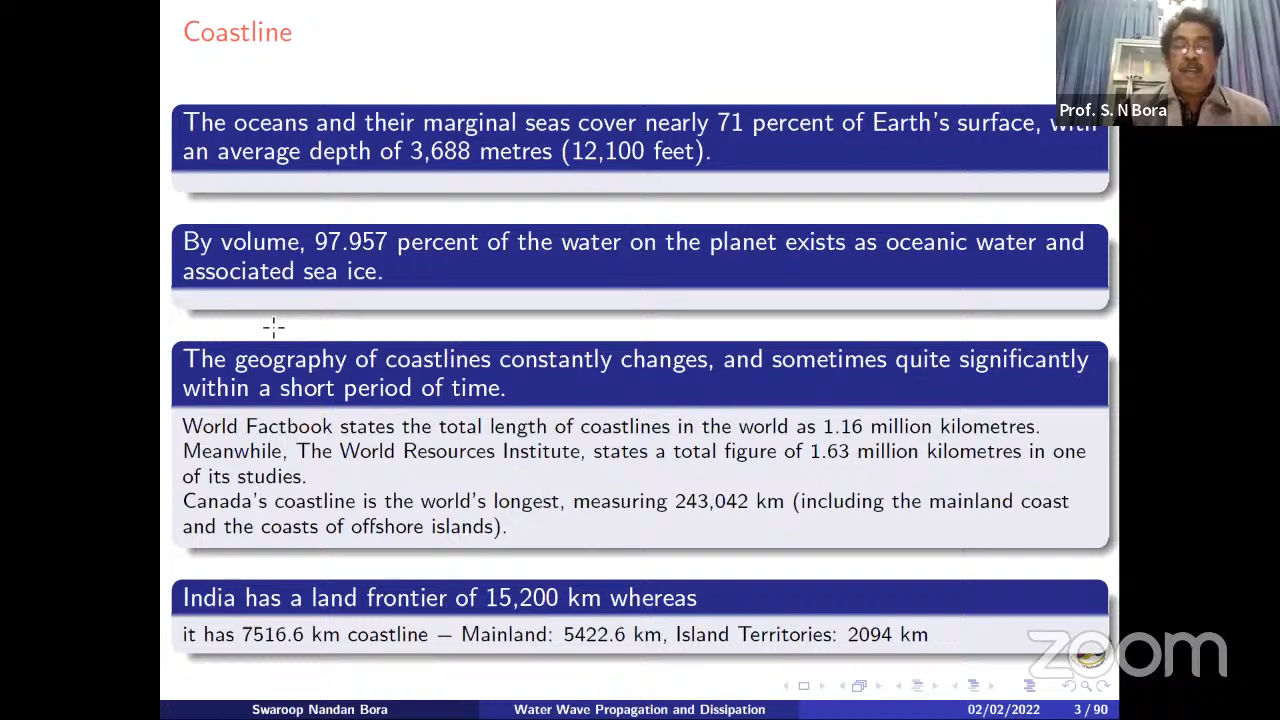 Coastline
Prof. S. N Bora
The oceans and their marginal seas cover nearly 71 percent of Earth's surface, with
an average depth of 3,688 metres (12,100 feet).
By volume, 97.957 percent of the water on the planet exists as oceanic water and
associated sea ice.
The geography of coastlines constantly changes, and sometimes quite significantly
within a short period of time.
World Factbook states the total length of coastlines in the world as 1.16 million kilometres.
Meanwhile, The World Resources Institute, states a total figure of 1.63 million kilometres in one
of its studies.
Canada's coastline is the world's longest, measuring 243,042 km (including the mainland coast
and the coasts of offshore islands).
India has a land frontier of 15,200 km whereas
it has 7516.6 km coastline – Mainland: 5422.6 km, Island Territories: 2094 km
zoom
Swaroop Nandan Bora Water Wave Propagation and Dissipation 02/02/2022 3 / 90